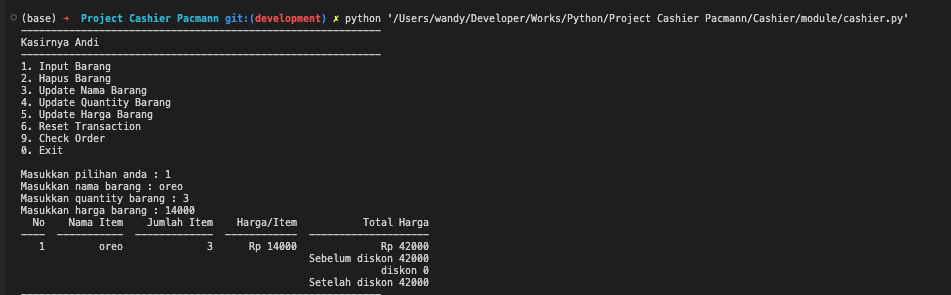 (base) → Project Cashier Pacmann git:(development) ✗ python '/Users/wandy/Developer/Works/Python/Project Cashier Pacmann/Cashier/module/cashier.py'
------------------------------------------------------------
Kasirnya Andi
------------------------------------------------------------
1. Input Barang
2. Hapus Barang
3. Update Nama Barang
4. Update Quantity Barang
5. Update Harga Barang
6. Reset Transaction
9. Check Order
0. Exit
Masukkan pilihan anda : 1
Masukkan nama barang : oreo
Masukkan quantity barang : 3
Masukkan harga barang : 14000
No Nama Item Jumlah Item Harga/Item Total Harga
---- ----------- ------------- ------------ --------------------
1 oreo 3 Rp 14000 Rp 42000
Sebelum diskon 42000
diskon 0
Setelah diskon 42000
------------------------------------------------------------